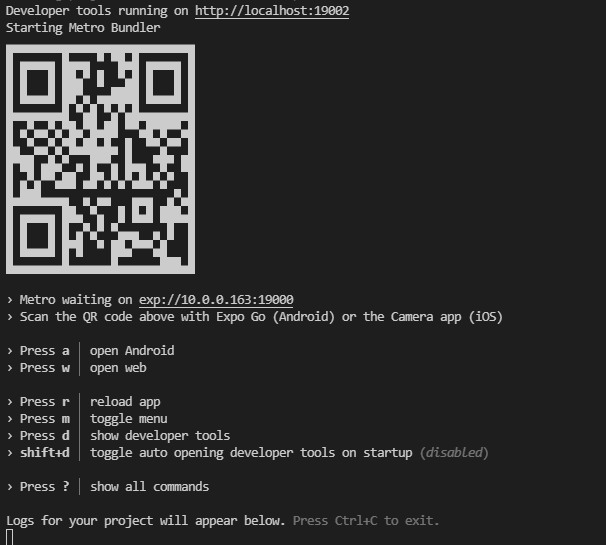 Developer tools running on http://localhost:19002
Starting Metro Bundler
› Metro waiting on exp://10.0.0.163:19000
› Scan the QR code above with Expo Go (Android) or the Camera app (iOS)
› Press a │ open Android
› Press w │ open web
› Press r │ reload app
› Press m │ toggle menu
› Press d │ show developer tools
› shift+d │ toggle auto opening developer tools on startup (disabled)
› Press ? │ show all commands
Logs for your project will appear below. Press Ctrl+C to exit.